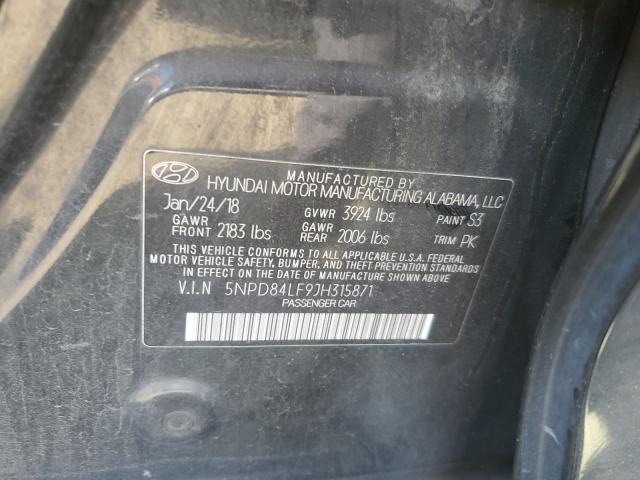 MANUFACTURED BY
HYUNDAI MOTOR MANUFACTURING ALABAMA, LLC
Jan/24/18 GVWR 3924 lbs PAINT S3
GAWR FRONT 2183 lbs GAWR REAR 2006 lbs TRIM PK
THIS VEHICLE CONFORMS TO ALL APPLICABLE U.S.A. FEDERAL
MOTOR VEHICLE SAFETY, BUMPER, AND THEFT PREVENTION STANDARDS
IN EFFECT ON THE DATE OF MANUFACTURE SHOWN ABOVE
V.I.N 5NPD84LF9JH315871
PASSENGER CAR